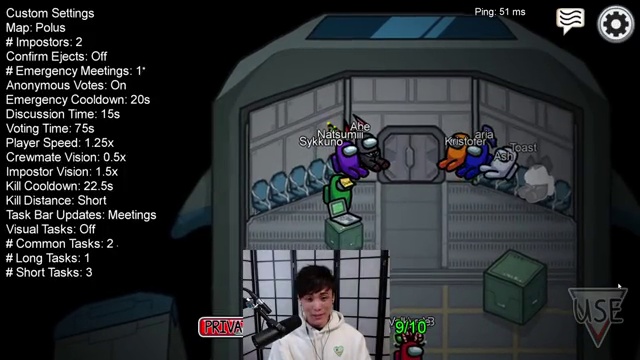 Custom Settings
Map: Polus
# Impostors: 2
Confirm Ejects: Off
# Emergency Meetings: 1*
Anonymous Votes: On
Emergency Cooldown: 20s
Discussion Time: 15s
Voting Time: 75s
Player Speed: 1.25x
Crewmate Vision: 0.5x
Impostor Vision: 1.5x
Kill Cooldown: 22.5s
Kill Distance: Short
Task Bar Updates: Meetings
Visual Tasks: Off
# Common Tasks: 2
# Long Tasks: 1
# Short Tasks: 3
Ping: 51 ms
Natsumiii
Sykkuno
Kristofer
aria
Toast
Ash
PRIVA
9/10
USE